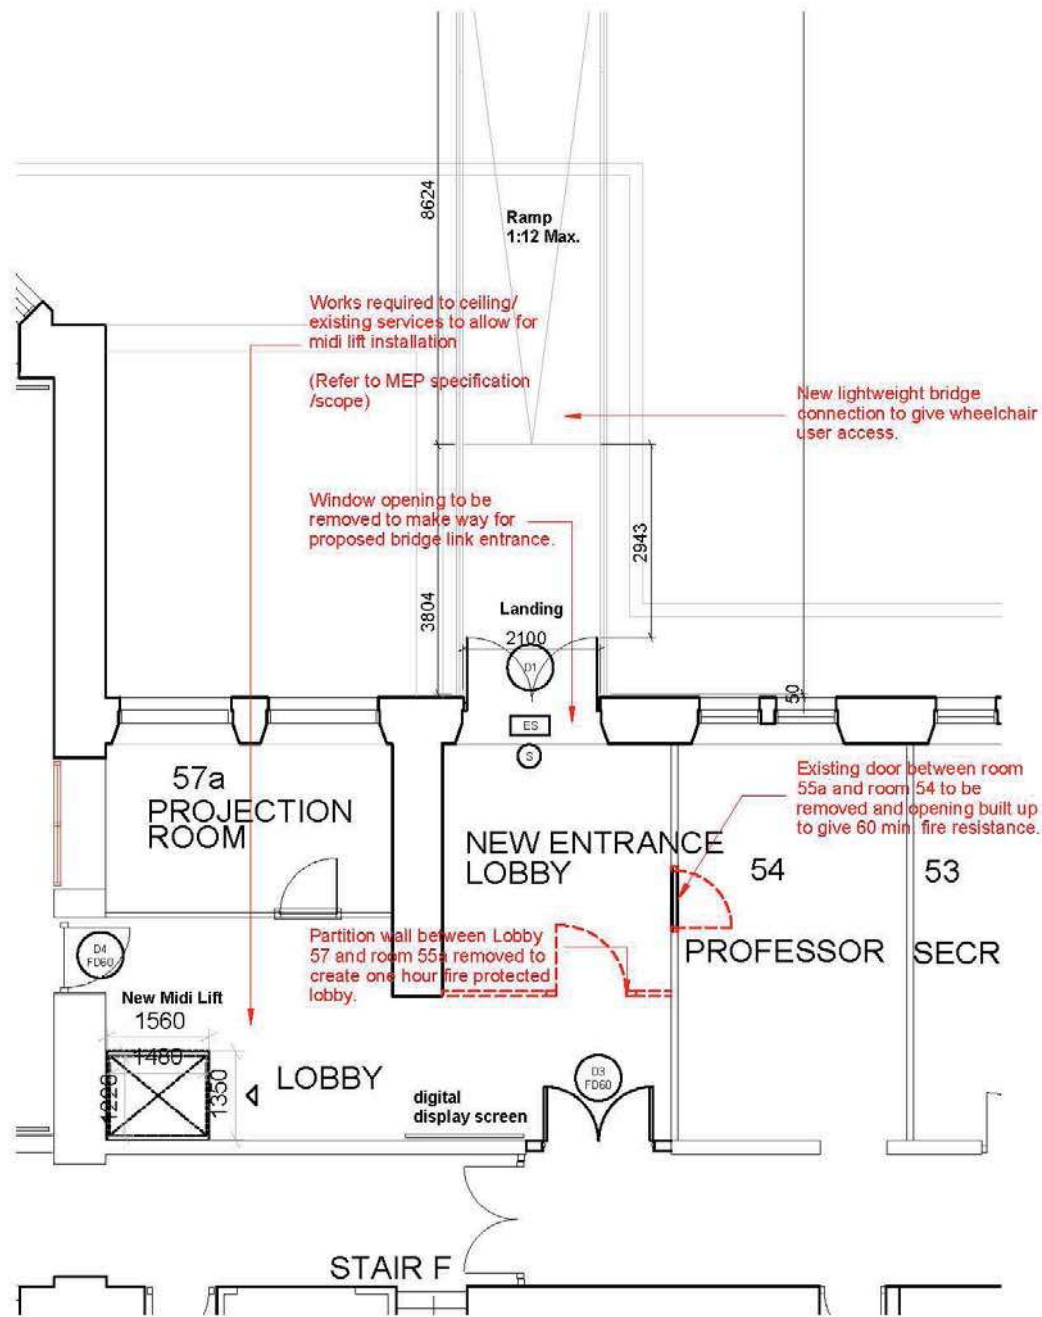 8624
Ramp
1:12 Max.
Works required to ceiling/
existing services to allow for
midi lift installation
(Refer to MEP specification
/scope)
New lightweight bridge
connection to give wheelchair
user access.
Window opening to be
removed to make way for
proposed bridge link entrance.
2943
3804
Landing
2100
D1
50
ES
S
57a
PROJECTION
ROOM
Existing door between room
55a and room 54 to be
removed and opening built up
to give 60 min. fire resistance.
NEW ENTRANCE
LOBBY
54
53
PROFESSOR
SECR
Partition wall between Lobby
57 and room 55a removed to
create one hour fire protected
lobby.
D4
FD60
New Midi Lift
1560
1480
1220
1350
LOBBY
D3
FD60
digital
display screen
STAIR F